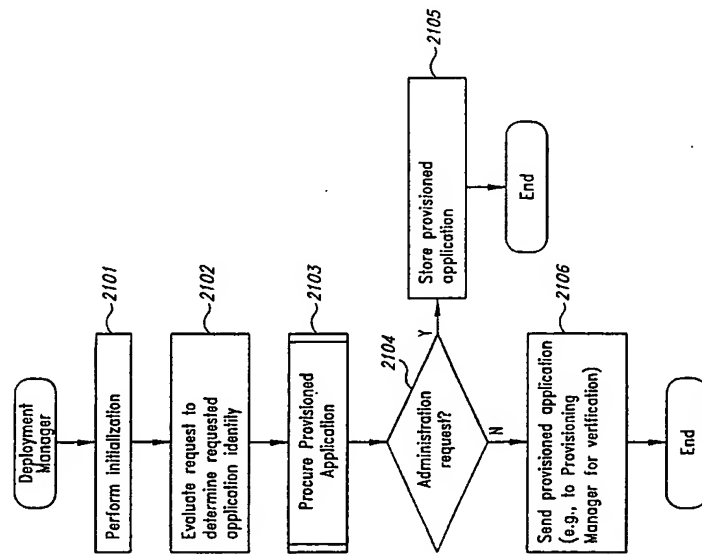 Deployment
Manager
2101
Perform Initialization
2102
Evaluate request to
determine requested
application identity
2103
Procure Provisioned
Application
2104
Administration
request?
Y
2105
Store provisioned
application
End
N
2106
Send provisioned application
(e.g., to Provisioning
Manager for verification)
End